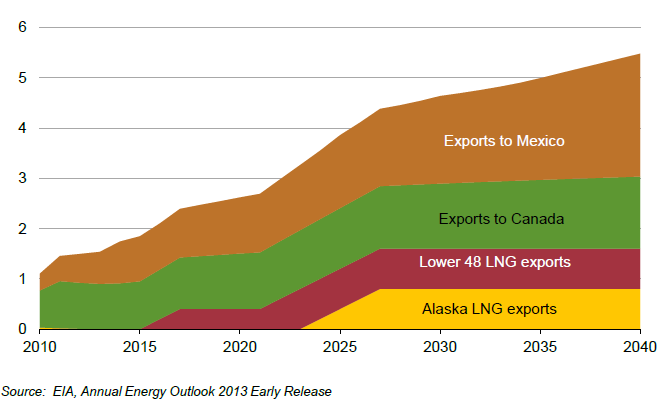 6
5
4
3
2
1
0
Exports to Mexico
Exports to Canada
Lower 48 LNG exports
Alaska LNG exports
2010 2015 2020 2025 2030 2035 2040
Source: EIA, Annual Energy Outlook 2013 Early Release